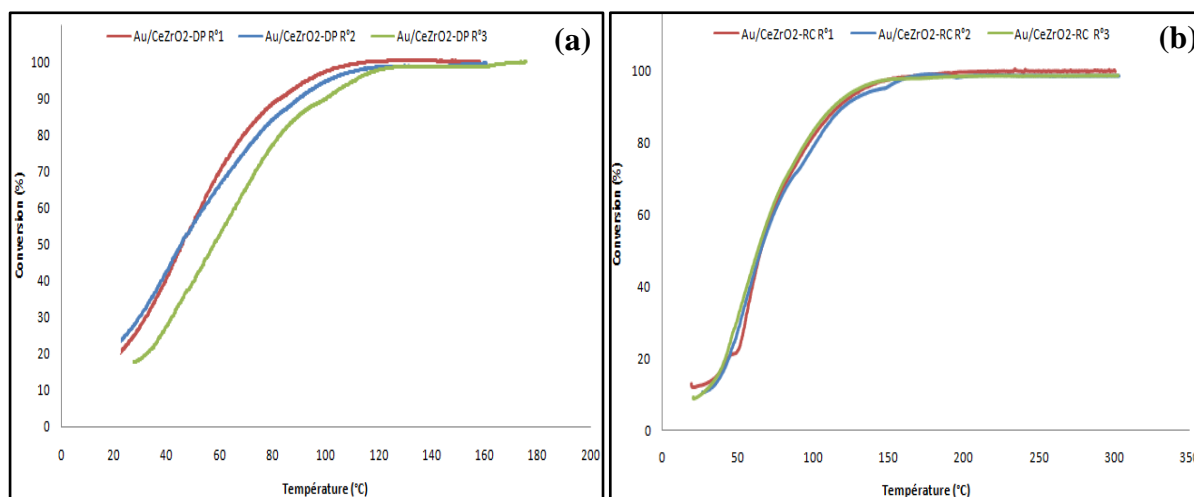 Au/CeZrO2-DP R°1 Au/CeZrO2-DP R°2 Au/CeZrO2-DP R°3 (a)
100
90
80
70
60
50
40
30
20
10
0
Conversion (%)
0 20 40 60 80 100 120 140 160 180 200
Température (°C)
Au/CeZrO2-RC R°1 Au/CeZrO2-RC R°2 Au/CeZrO2-RC R°3 (b)
100
80
60
40
20
0
Conversion (%)
0 50 100 150 200 250 300 350
Température (°C)